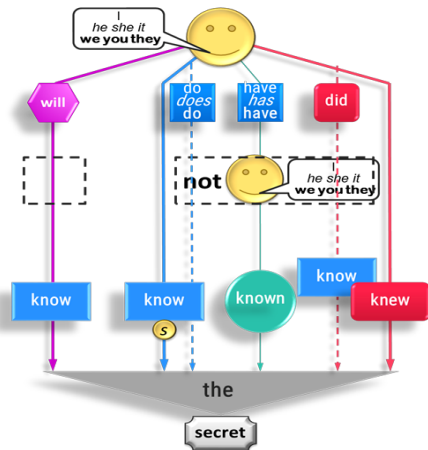 I
he she it
we you they
will
do
does
do
have
has
have
did
not
I
he she it
we you they
know
know
s
known
know
knew
the
secret